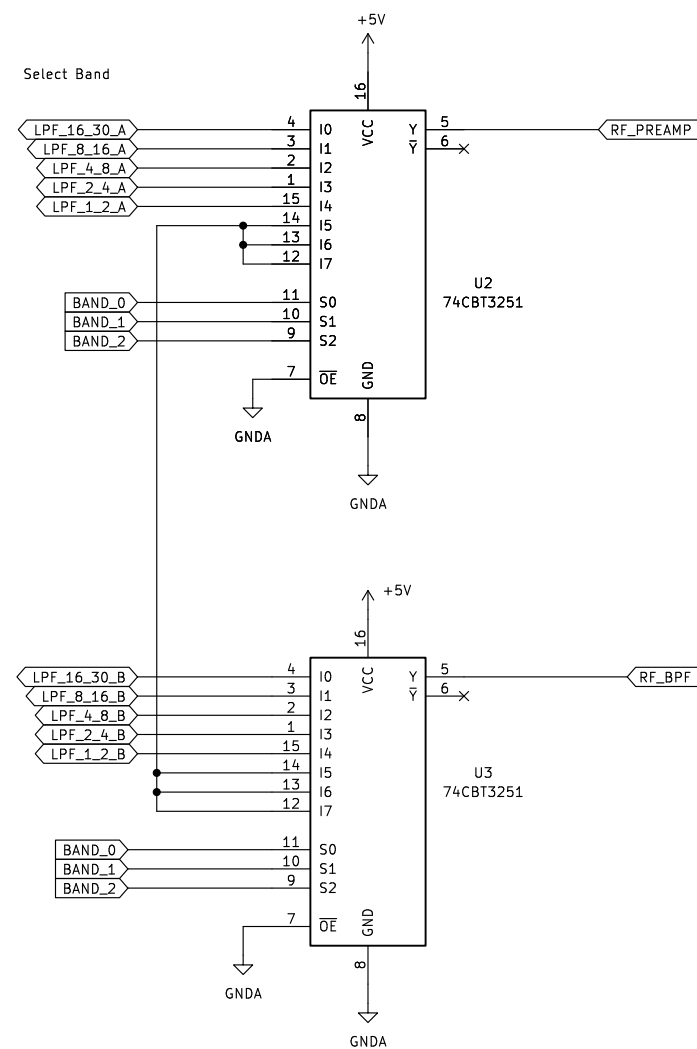 +5V
Select Band
16
LPF_16_30_A 4 I0 VCC Y 5 RF_PREAMP
LPF_8_16_A 3 I1 Y 6
LPF_4_8_A 2 I2
LPF_2_4_A 1 I3
LPF_1_2_A 15 I4
14 I5
13 I6
12 I7
U2
BAND_0 11 S0 74CBT3251
BAND_1 10 S1
BAND_2 9 S2
7 OE GND
8
GNDA
GNDA
+5V
16
LPF_16_30_B 4 I0 VCC Y 5 RF_BPF
LPF_8_16_B 3 I1 Y 6
LPF_4_8_B 2 I2
LPF_2_4_B 1 I3
LPF_1_2_B 15 I4
14 I5 U3
13 I6 74CBT3251
12 I7
BAND_0 11 S0
BAND_1 10 S1
BAND_2 9 S2
7 OE GND
8
GNDA
GNDA